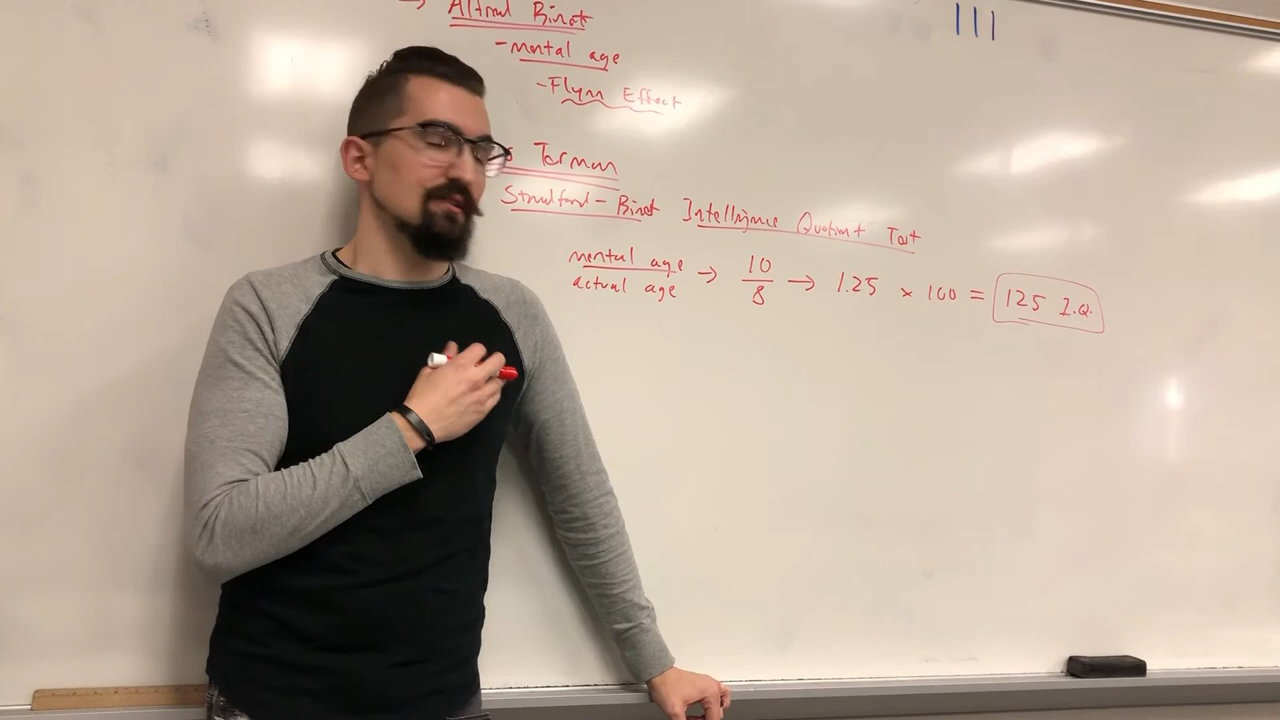 → Alfred Binet
- mental age
- Flynn Effect
s Terman
Stanford - Binet Intelligence Quotient Test
mental age
actual age → 10/8 → 1.25 × 100 = 125 I.Q.
III